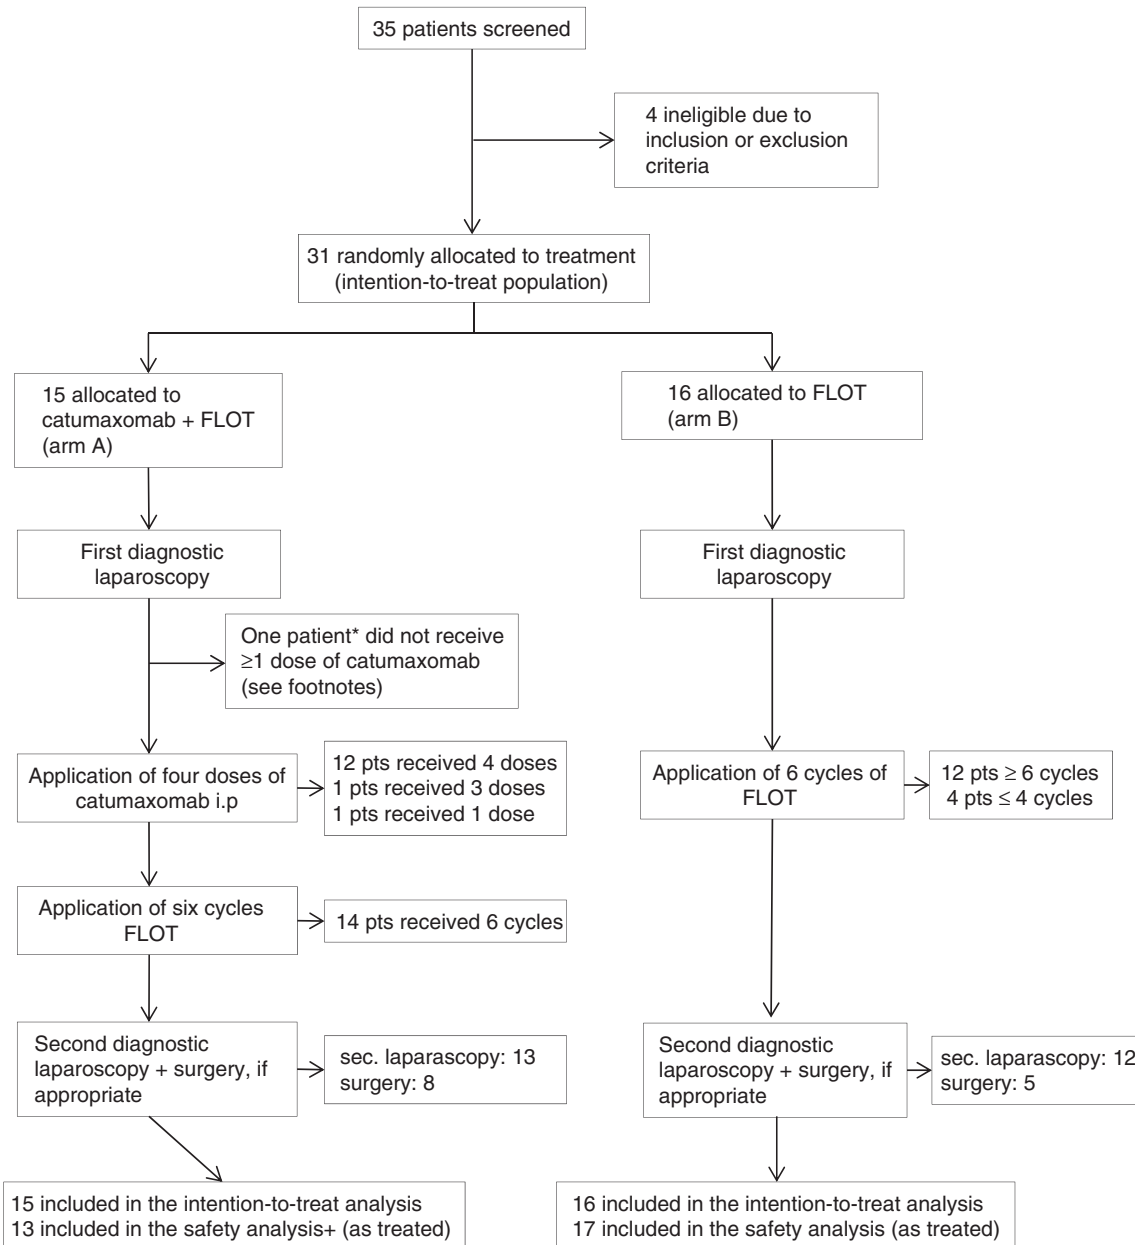 35 patients screened
4 ineligible due to
inclusion or exclusion
criteria
31 randomly allocated to treatment
(intention-to-treat population)
15 allocated to
catumaxomab + FLOT
(arm A)
16 allocated to FLOT
(arm B)
First diagnostic
laparoscopy
First diagnostic
laparoscopy
One patient* did not receive
≥1 dose of catumaxomab
(see footnotes)
Application of four doses of
catumaxomab i.p
12 pts received 4 doses
1 pts received 3 doses
1 pts received 1 dose
Application of 6 cycles of
FLOT
12 pts ≥ 6 cycles
4 pts ≤ 4 cycles
Application of six cycles
FLOT
14 pts received 6 cycles
Second diagnostic
laparoscopy + surgery, if
appropriate
sec. laparascopy: 13
surgery: 8
Second diagnostic
laparoscopy + surgery, if
appropriate
sec. laparascopy: 12
surgery: 5
15 included in the intention-to-treat analysis
13 included in the safety analysis+ (as treated)
16 included in the intention-to-treat analysis
17 included in the safety analysis (as treated)